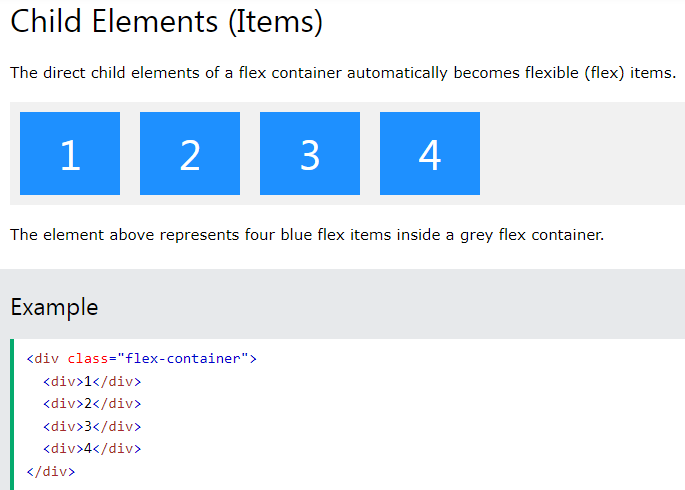 Child Elements (Items)
The direct child elements of a flex container automatically becomes flexible (flex) items.
1 2 3 4
The element above represents four blue flex items inside a grey flex container.
Example
<div class="flex-container">
  <div>1</div>
  <div>2</div>
  <div>3</div>
  <div>4</div>
</div>